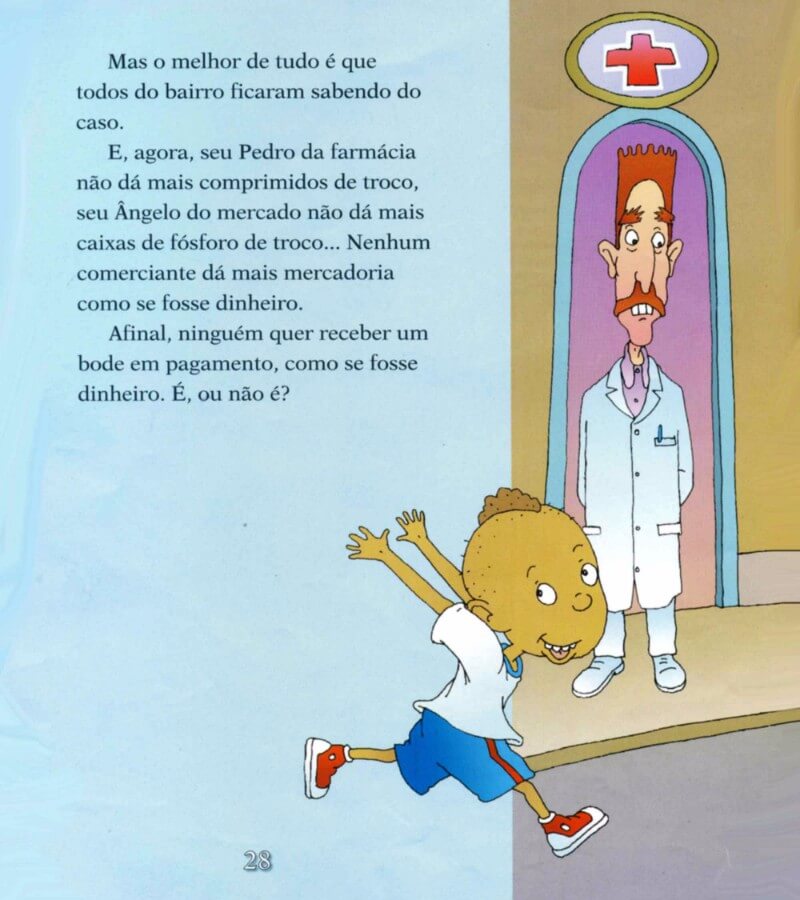 Mas o melhor de tudo é que
todos do bairro ficaram sabendo do
caso.
E, agora, seu Pedro da farmácia
não dá mais comprimidos de troco,
seu Ângelo do mercado não dá mais
caixas de fósforo de troco... Nenhum
comerciante dá mais mercadoria
como se fosse dinheiro.
Afinal, ninguém quer receber um
bode em pagamento, como se fosse
dinheiro. É, ou não é?
28